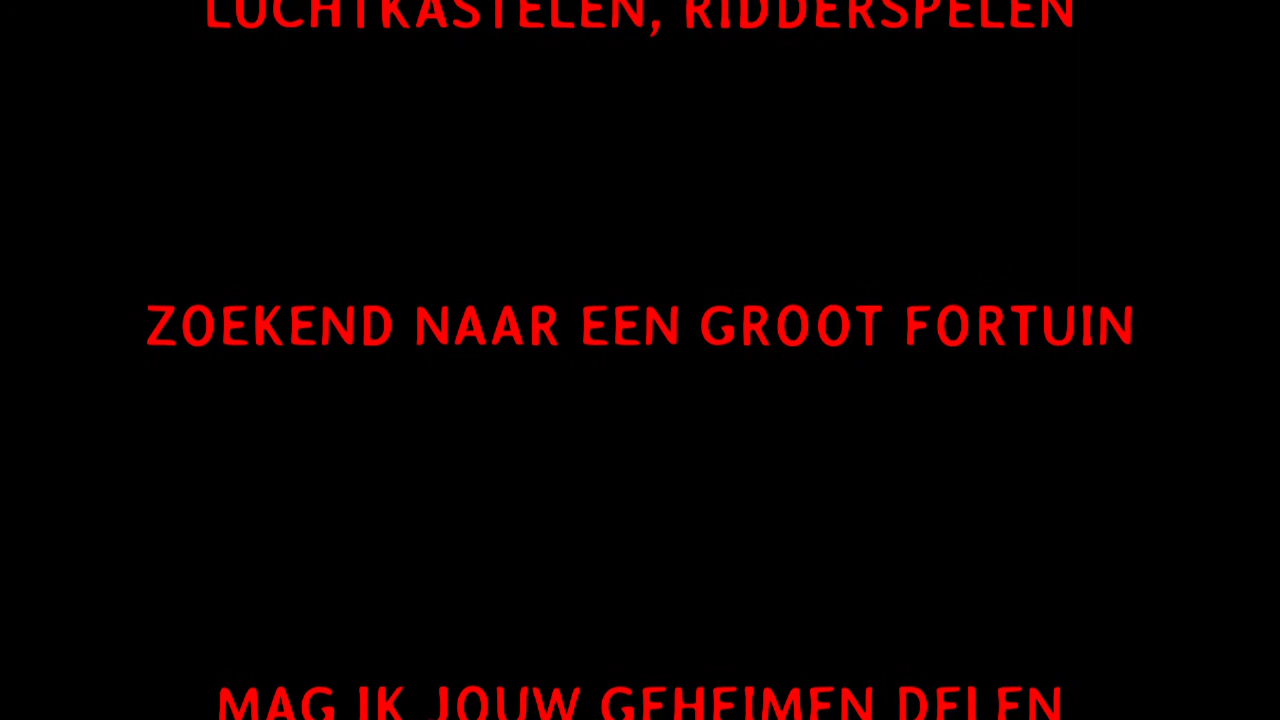 LUCHTKASTELEN, RIDDERSPELEN
ZOEKEND NAAR EEN GROOT FORTUIN
MAG IK JOUW GEHEIMEN DELEN